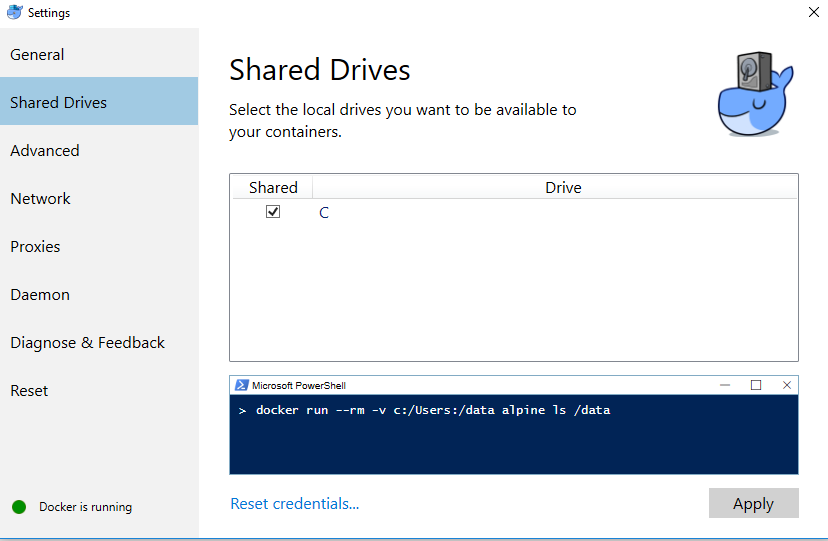 Settings
General
Shared Drives
Advanced
Network
Proxies
Daemon
Diagnose & Feedback
Reset
Docker is running
Shared Drives
Select the local drives you want to be available to
your containers.
Shared Drive
C
Microsoft PowerShell
> docker run --rm -v c:/Users:/data alpine ls /data
Reset credentials...
Apply